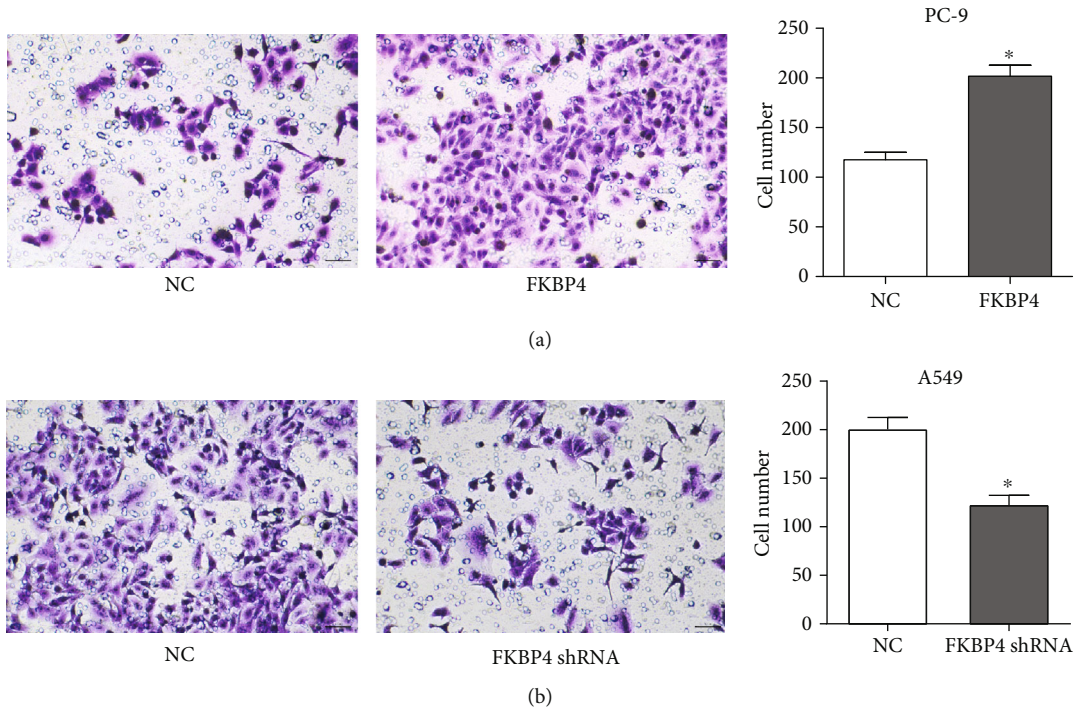 PC-9
250
200
150
100
50
0
Cell number
*
NC
FKBP4
NC
FKBP4
(a)
A549
250
200
150
100
50
0
Cell number
*
NC
FKBP4 shRNA
NC
FKBP4 shRNA
(b)